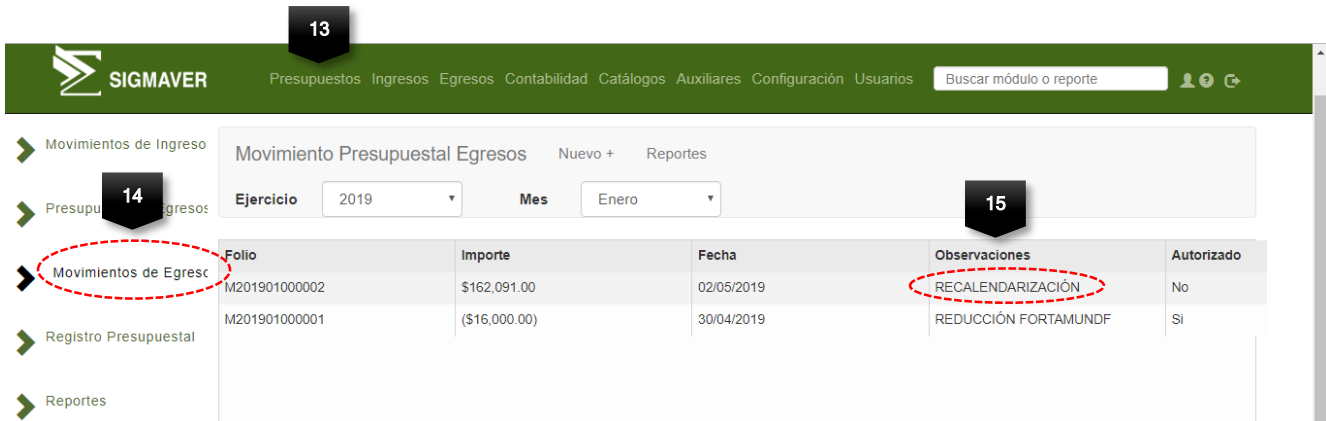 13
SIGMAVER
Presupuestos Ingresos Egresos Contabilidad Catálogos Auxiliares Configuración Usuarios
Buscar módulo o reporte
Movimientos de Ingreso
Movimiento Presupuestal Egresos Nuevo + Reportes
14
Ejercicio 2019 Mes Enero
15
Folio Importe Fecha Observaciones Autorizado
Movimientos de Egresc
M201901000002 $162,091.00 02/05/2019 RECALENDARIZACIÓN No
M201901000001 ($16,000.00) 30/04/2019 REDUCCIÓN FORTAMUNDF Si
Registro Presupuestal
Reportes